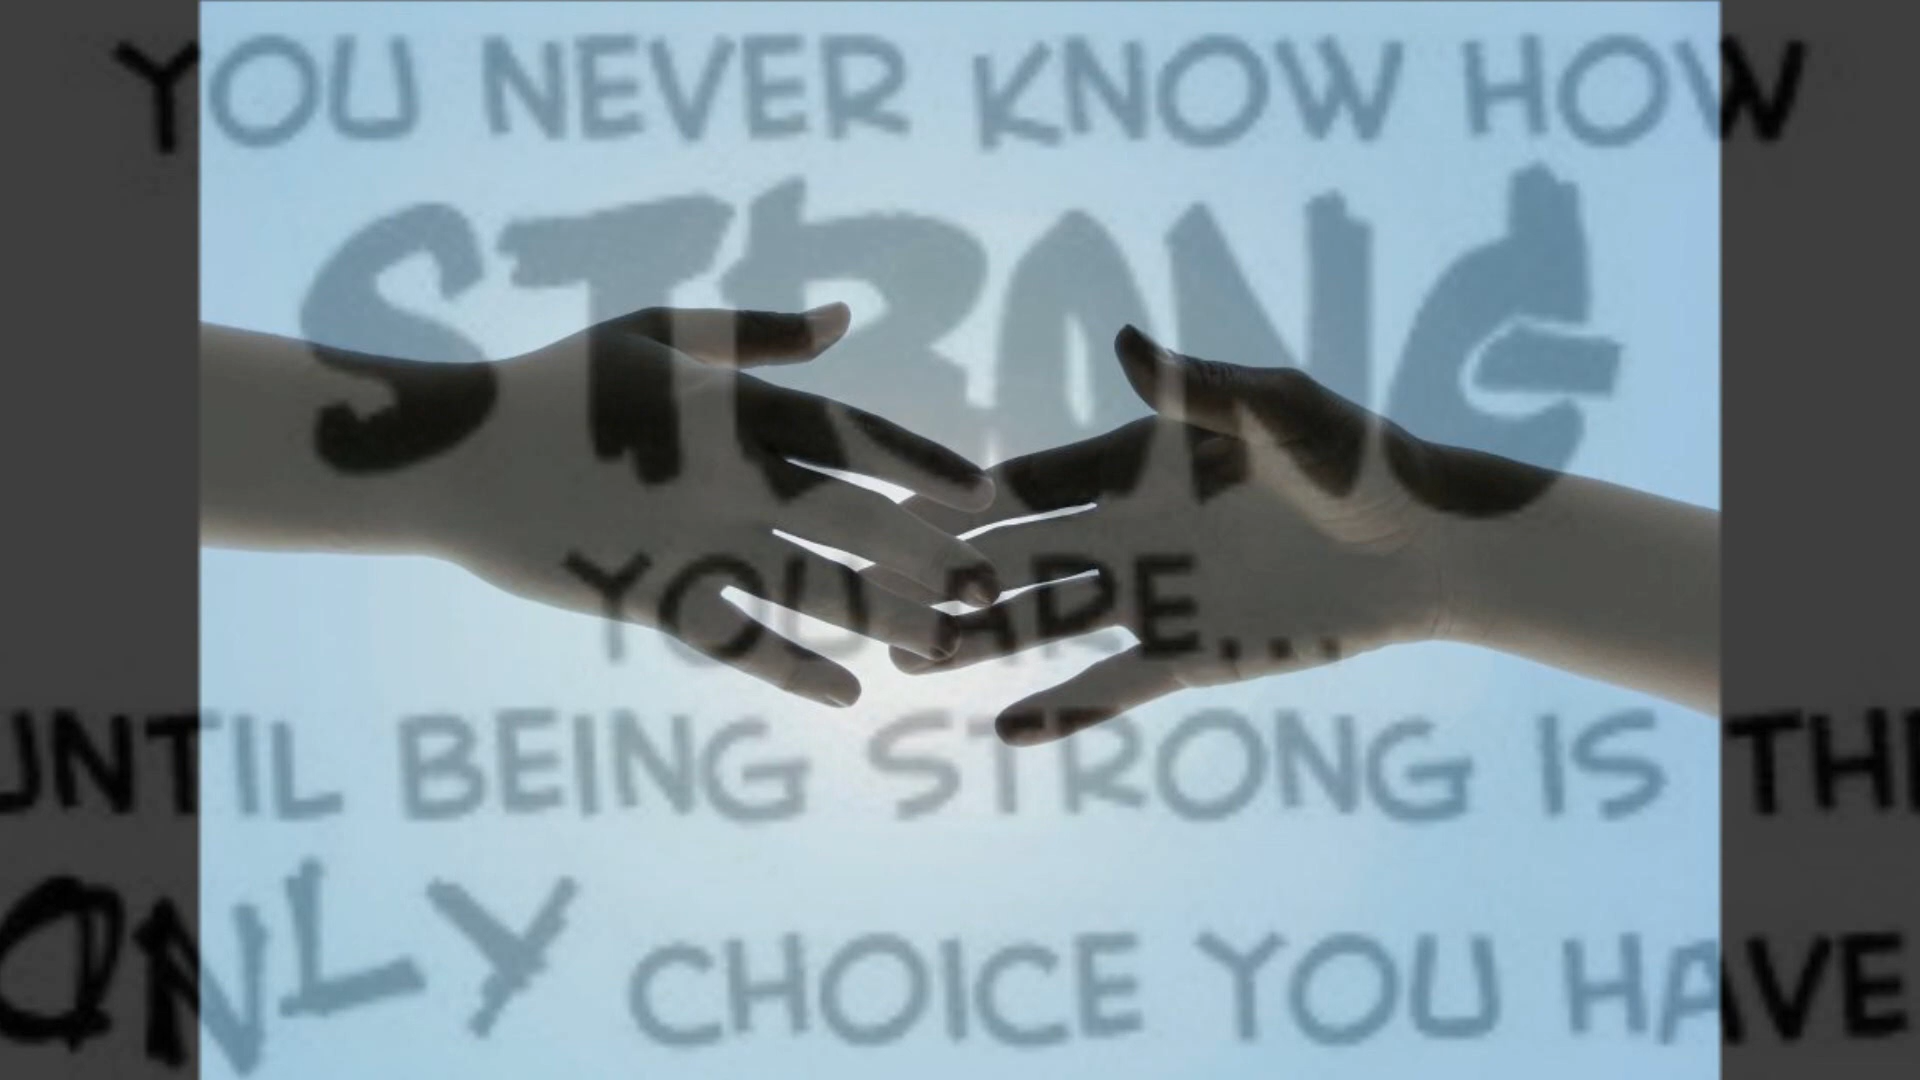 YOU NEVER KNOW HOW
STRONG
YOU ARE...
UNTIL BEING STRONG IS THE
ONLY CHOICE YOU HAVE